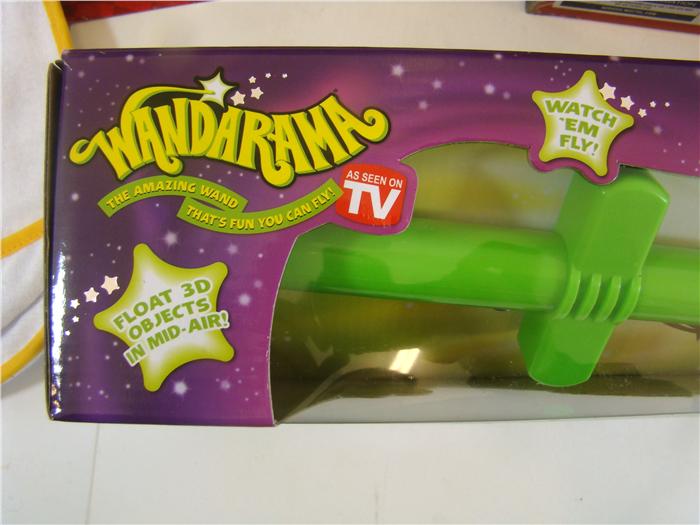 WANDARAMA
THE AMAZING WAND
THAT'S FUN YOU CAN FLY!
AS SEEN ON
TV
WATCH
'EM
FLY!
FLOAT 3D
OBJECTS
IN MID-AIR!